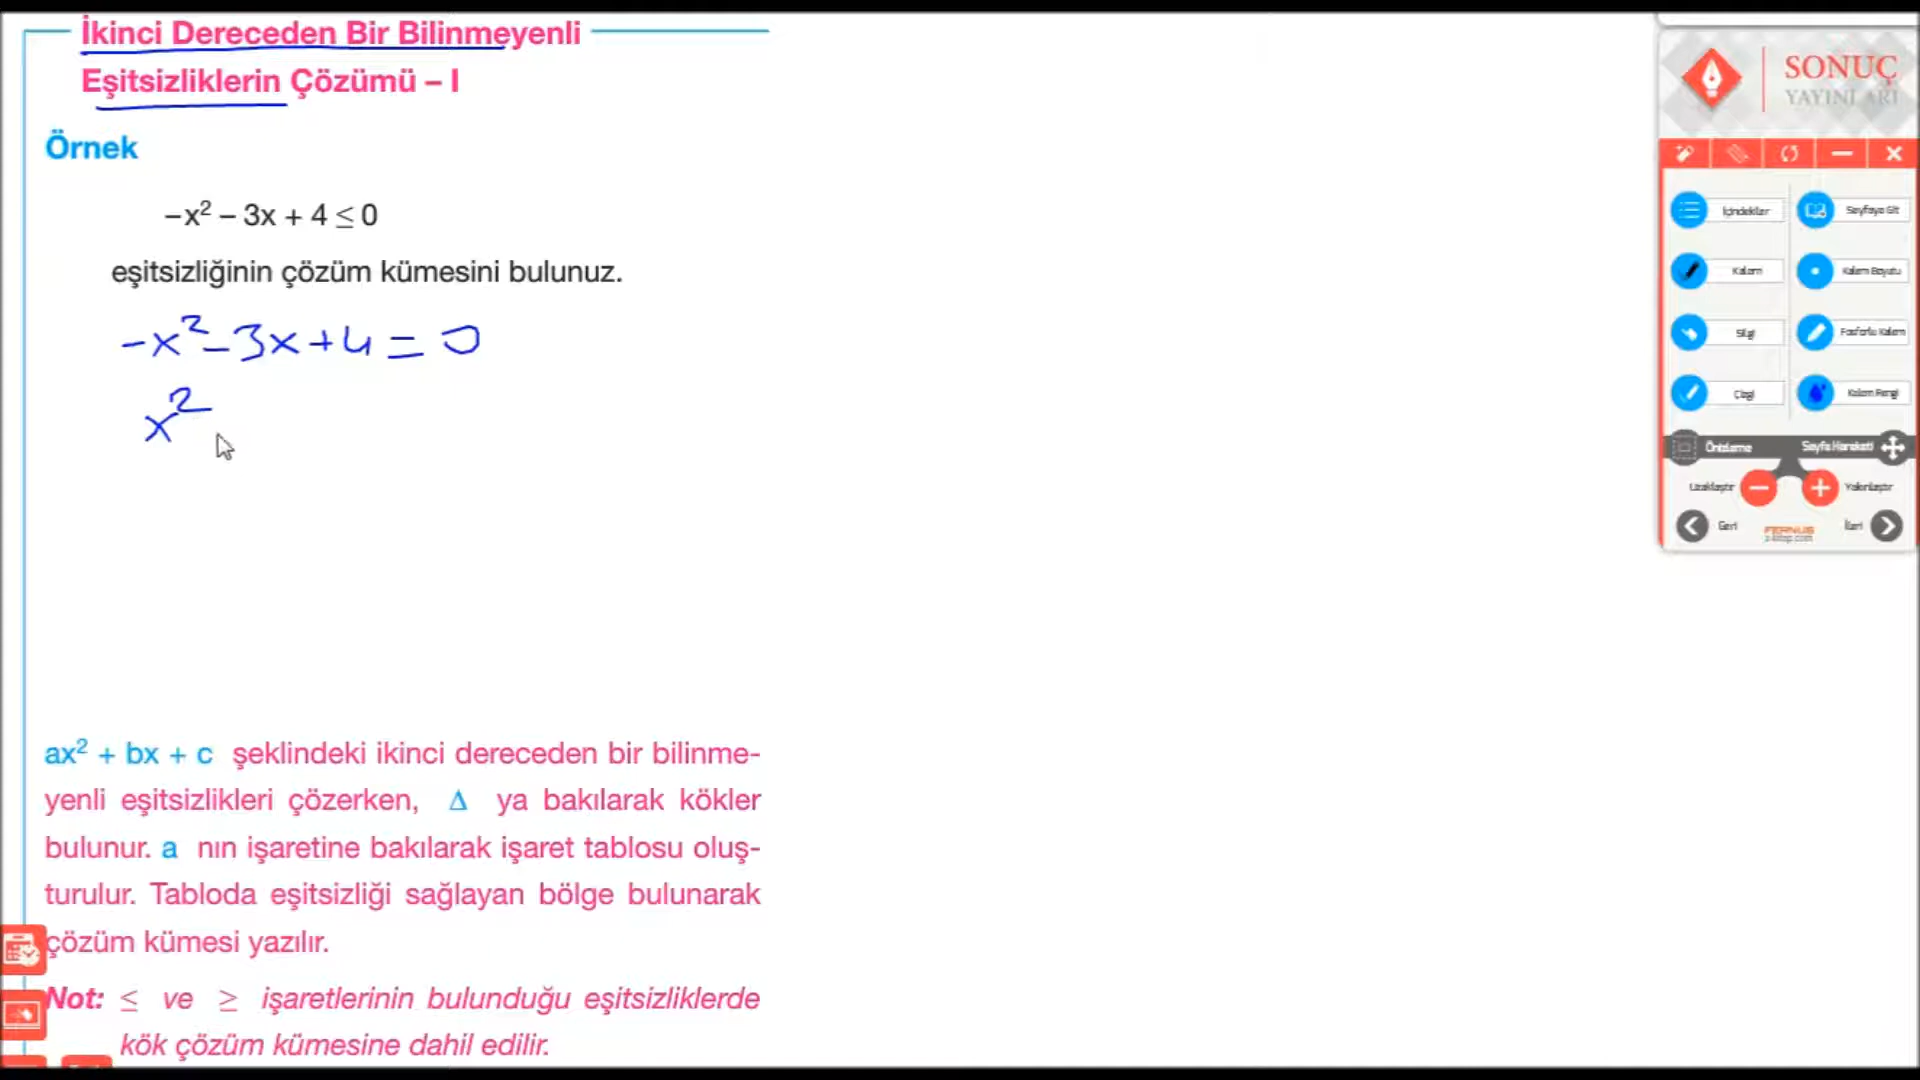 İkinci Dereceden Bir Bilinmeyenli
Eşitsizliklerin Çözümü – I
Örnek
–x² – 3x + 4 ≤ 0
eşitsizliğinin çözüm kümesini bulunuz.
-x²-3x+4=0
x²
ax² + bx + c şeklindeki ikinci dereceden bir bilinme-
yenli eşitsizlikleri çözerken, Δ ya bakılarak kökler
bulunur. a nın işaretine bakılarak işaret tablosu oluş-
turulur. Tabloda eşitsizliği sağlayan bölge bulunarak
çözüm kümesi yazılır.
Not: ≤ ve ≥ işaretlerinin bulunduğu eşitsizliklerde
kök çözüm kümesine dahil edilir.
SONUÇ
YAYINLARI
İçindekiler
Sayfaya Git
Kalem
Kalem Boyutu
Silgi
Fosforlu Kalem
Çizgi
Kalem Rengi
Önizleme
Sayfa Hareketi
Uzaklaştır
Yakınlaştır
Geri
FERNUS
İleri